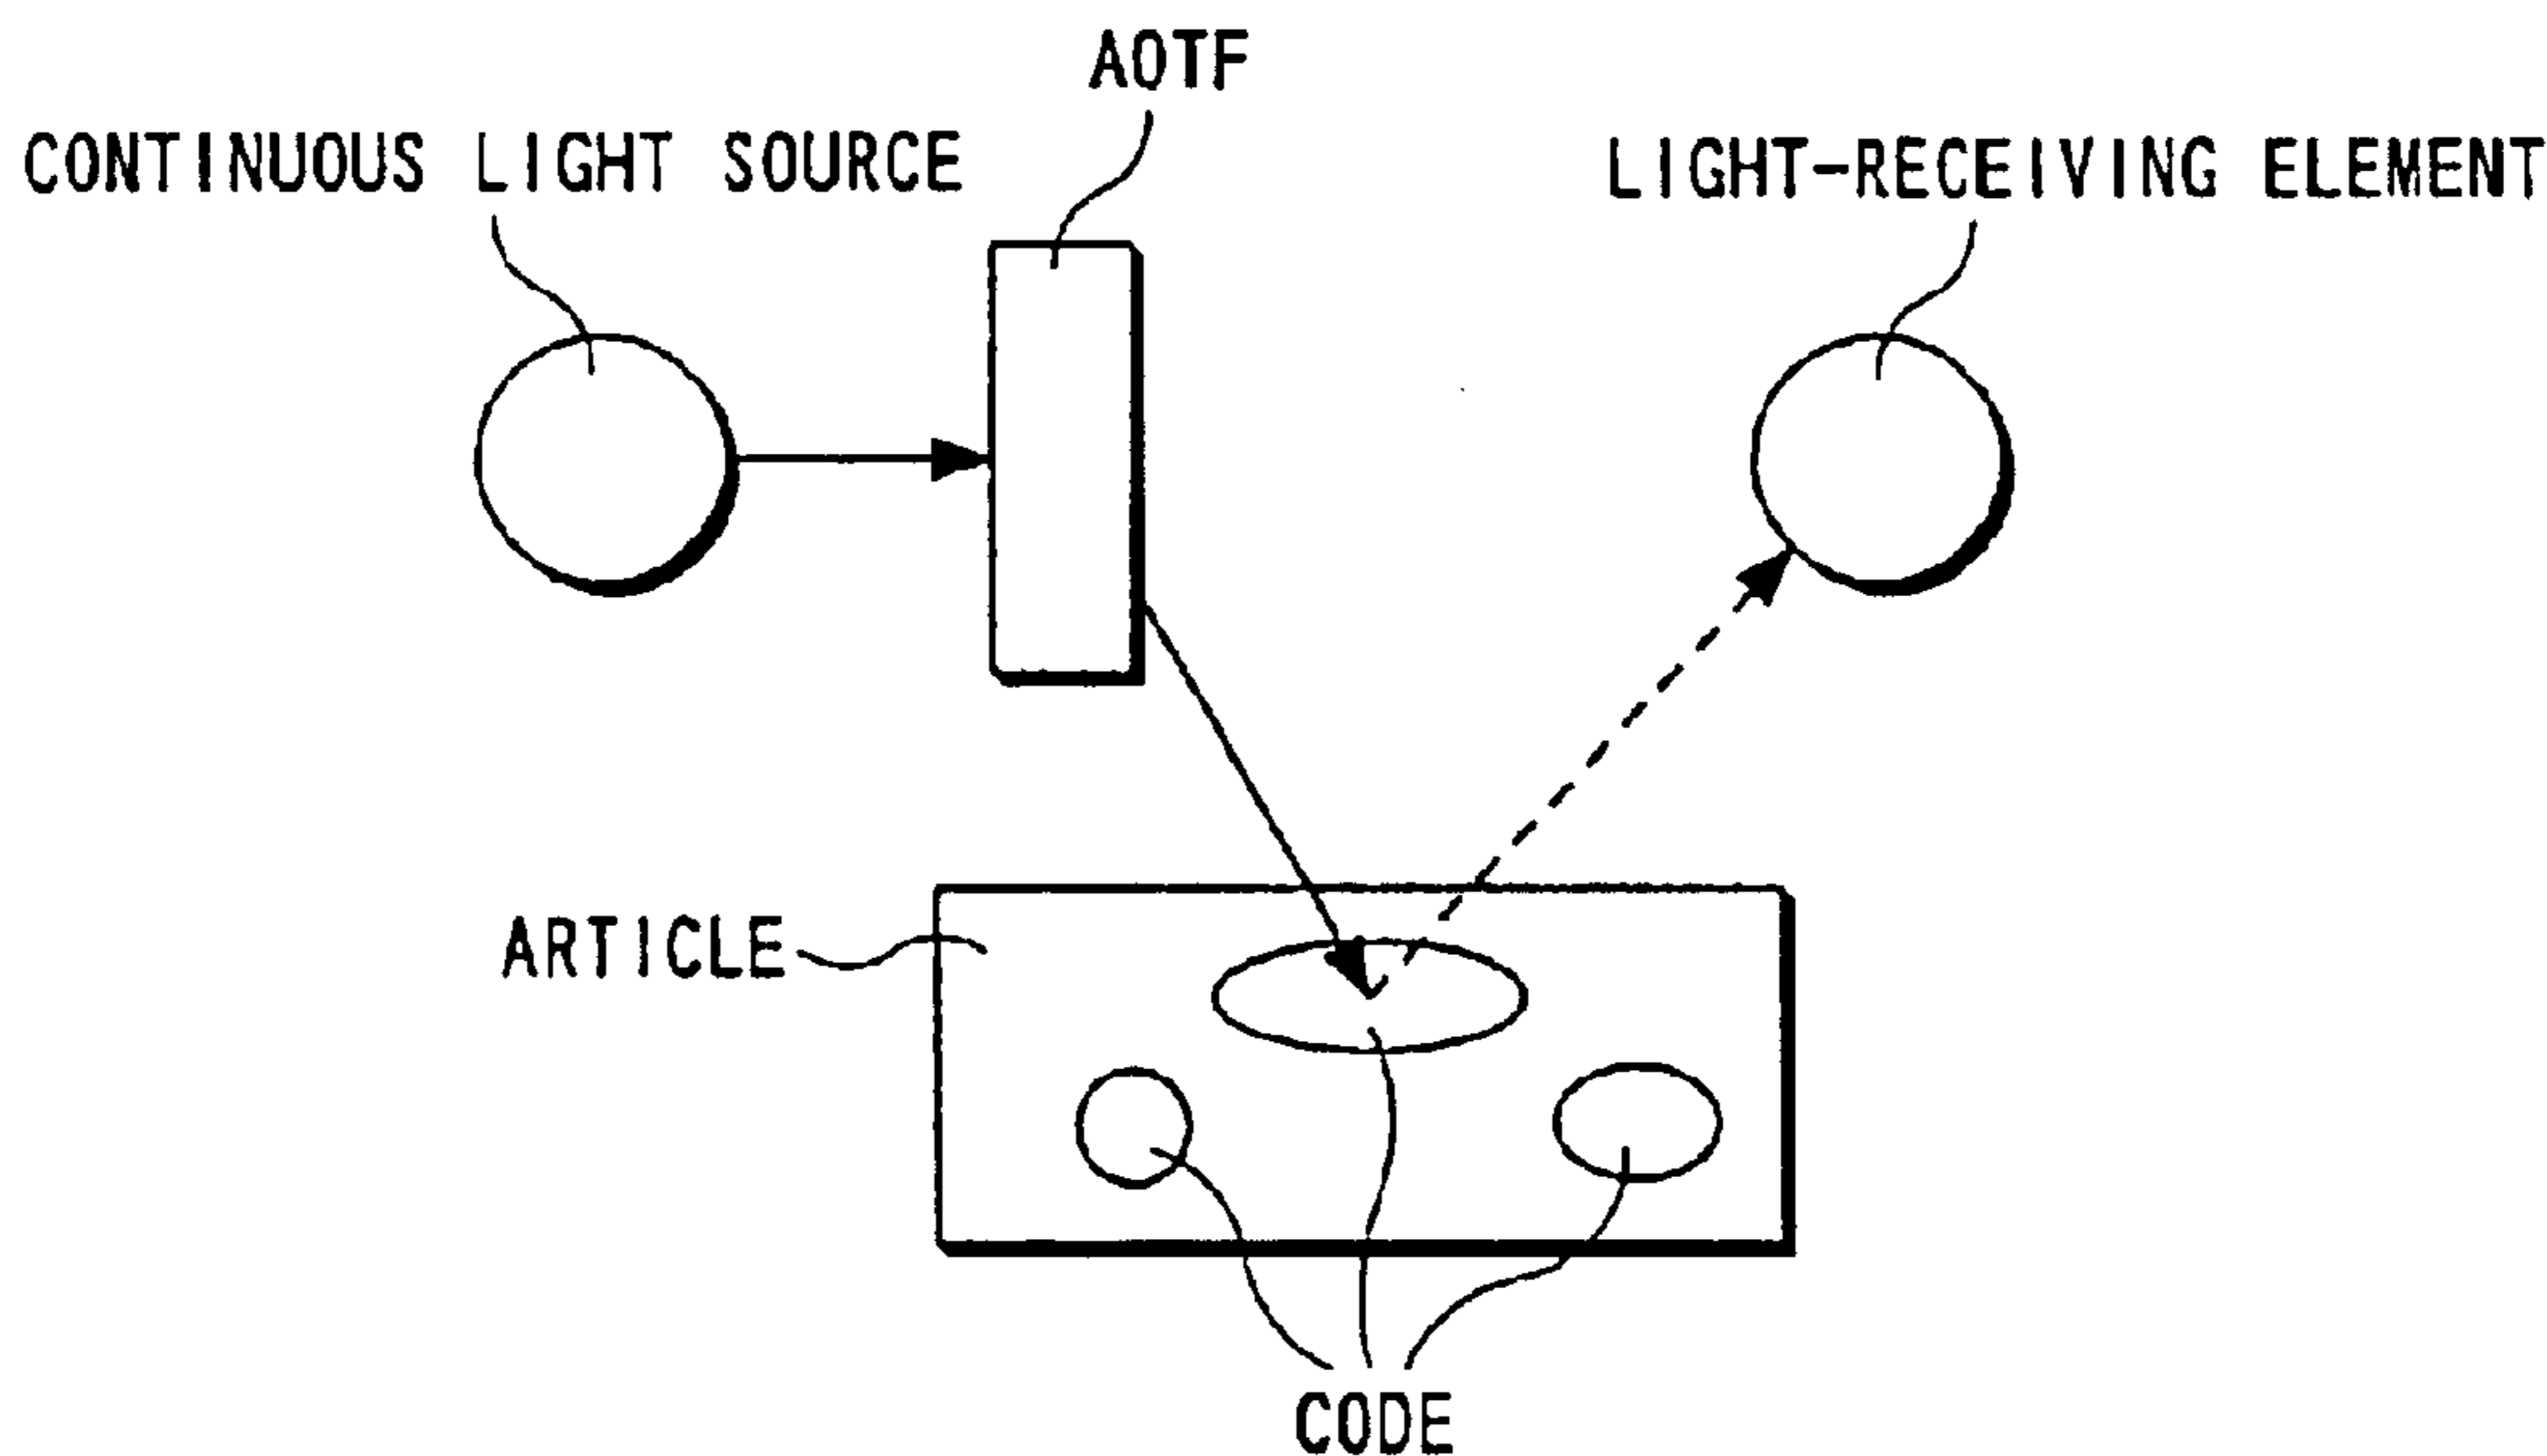 AOTF
CONTINUOUS LIGHT SOURCE
LIGHT-RECEIVING ELEMENT
ARTICLE
CODE